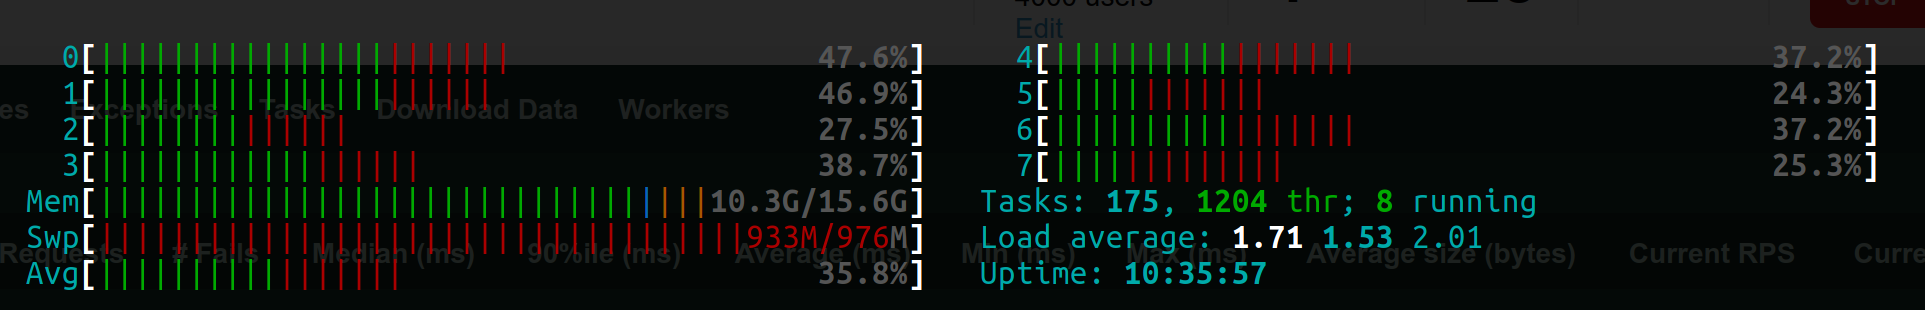 4000 users
Edit
STOP
0[ 47.6%] 4[ 37.2%]
1[ 46.9%] 5[ 24.3%]
es Exceptions Tasks Download Data Workers
2[ 27.5%] 6[ 37.2%]
3[ 38.7%] 7[ 25.3%]
Mem[ 10.3G/15.6G] Tasks: 175, 1204 thr; 8 running
Swp[ 933M/976M] Load average: 1.71 1.53 2.01
Requests # Fails Median (ms) 90%ile (ms) Average (ms) Min (ms) Max (ms) Average size (bytes) Current RPS Curre
Avg[ 35.8%] Uptime: 10:35:57